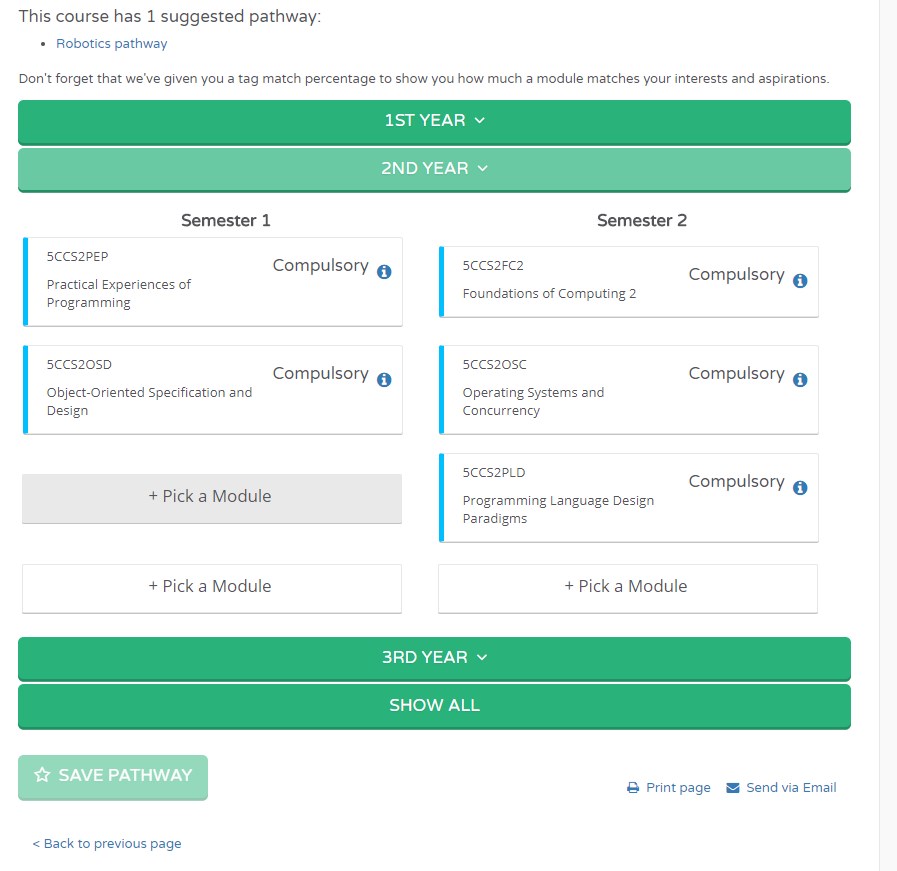 This course has 1 suggested pathway:
• Robotics pathway
Don't forget that we've given you a tag match percentage to show you how much a module matches your interests and aspirations.
1ST YEAR
2ND YEAR
Semester 1
5CCS2PEP
Compulsory
Practical Experiences of
Programming
5CCS2OSD
Compulsory
Object-Oriented Specification and
Design
+ Pick a Module
+ Pick a Module
Semester 2
5CCS2FC2
Compulsory
Foundations of Computing 2
5CCS2OSC
Compulsory
Operating Systems and
Concurrency
5CCS2PLD
Compulsory
Programming Language Design
Paradigms
+ Pick a Module
3RD YEAR
SHOW ALL
SAVE PATHWAY
Print page
Send via Email
< Back to previous page